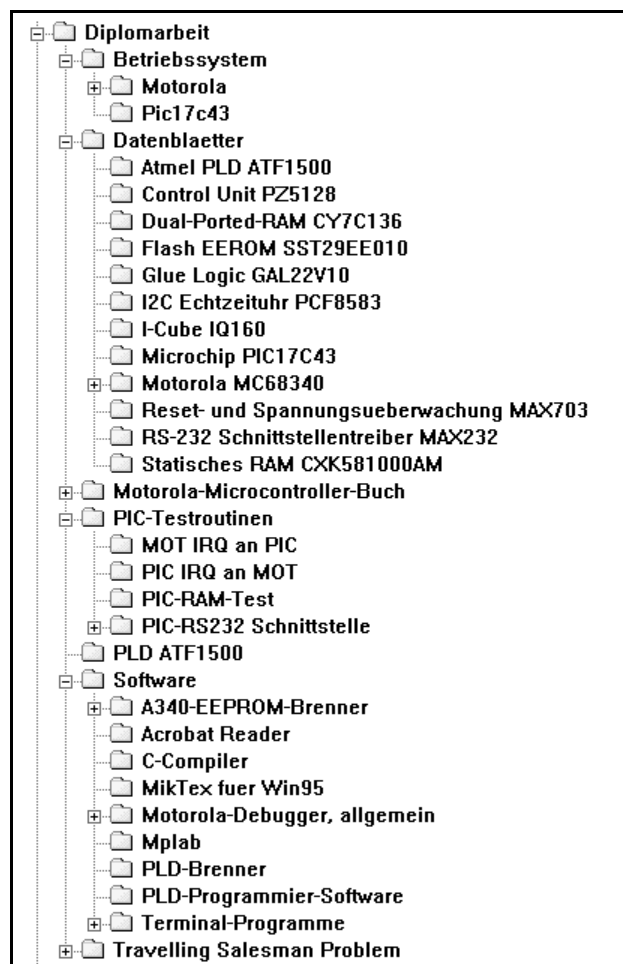 Diplomarbeit
Betriebssystem
Motorola
Pic17c43
Datenblaetter
Atmel PLD ATF1500
Control Unit PZ5128
Dual-Ported-RAM CY7C136
Flash EEROM SST29EE010
Glue Logic GAL22V10
I2C Echtzeituhr PCF8583
I-Cube IQ160
Microchip PIC17C43
Motorola MC68340
Reset- und Spannungsueberwachung MAX703
RS-232 Schnittstellentreiber MAX232
Statisches RAM CXK581000AM
Motorola-Microcontroller-Buch
PIC-Testroutinen
MOT IRQ an PIC
PIC IRQ an MOT
PIC-RAM-Test
PIC-RS232 Schnittstelle
PLD ATF1500
Software
A340-EEPROM-Brenner
Acrobat Reader
C-Compiler
MikTex fuer Win95
Motorola-Debugger, allgemein
Mplab
PLD-Brenner
PLD-Programmier-Software
Terminal-Programme
Travelling Salesman Problem